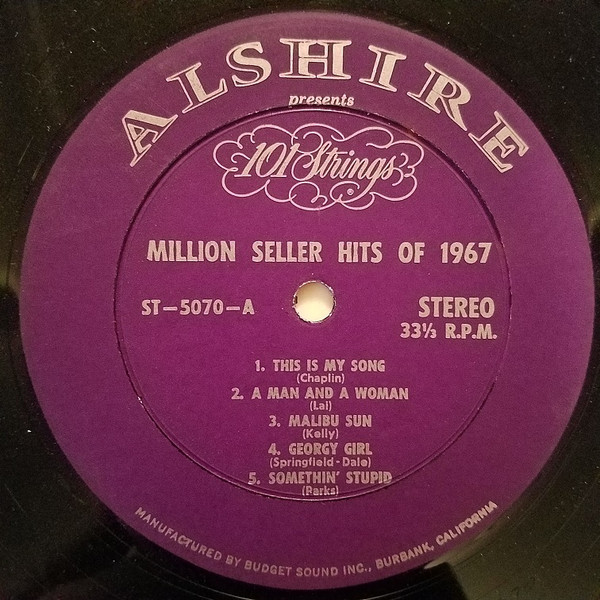 ALSHIRE
presents
101 Strings®
MILLION SELLER HITS OF 1967
ST-5070-A
STEREO
33⅓ R.P.M.
1. THIS IS MY SONG
(Chaplin)
2. A MAN AND A WOMAN
(Lai)
3. MALIBU SUN
(Kelly)
4. GEORGY GIRL
(Springfield-Dale)
5. SOMETHIN' STUPID
(Parks)
MANUFACTURED BY BUDGET SOUND INC., BURBANK, CALIFORNIA